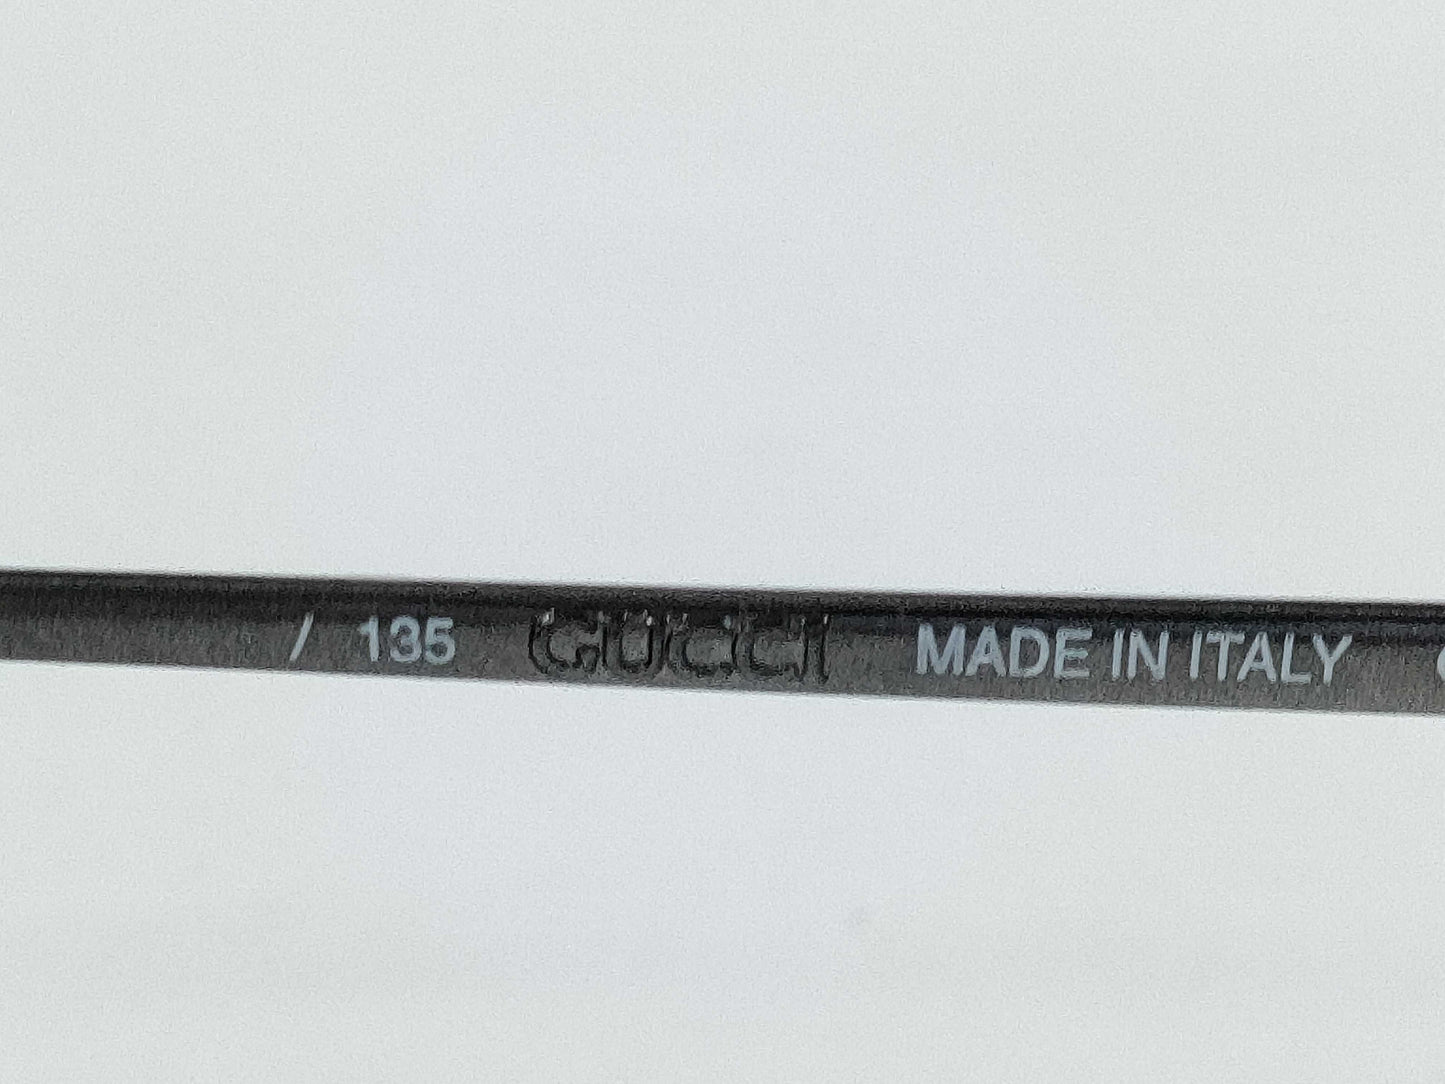 / 135 GUCCI MADE IN ITALY